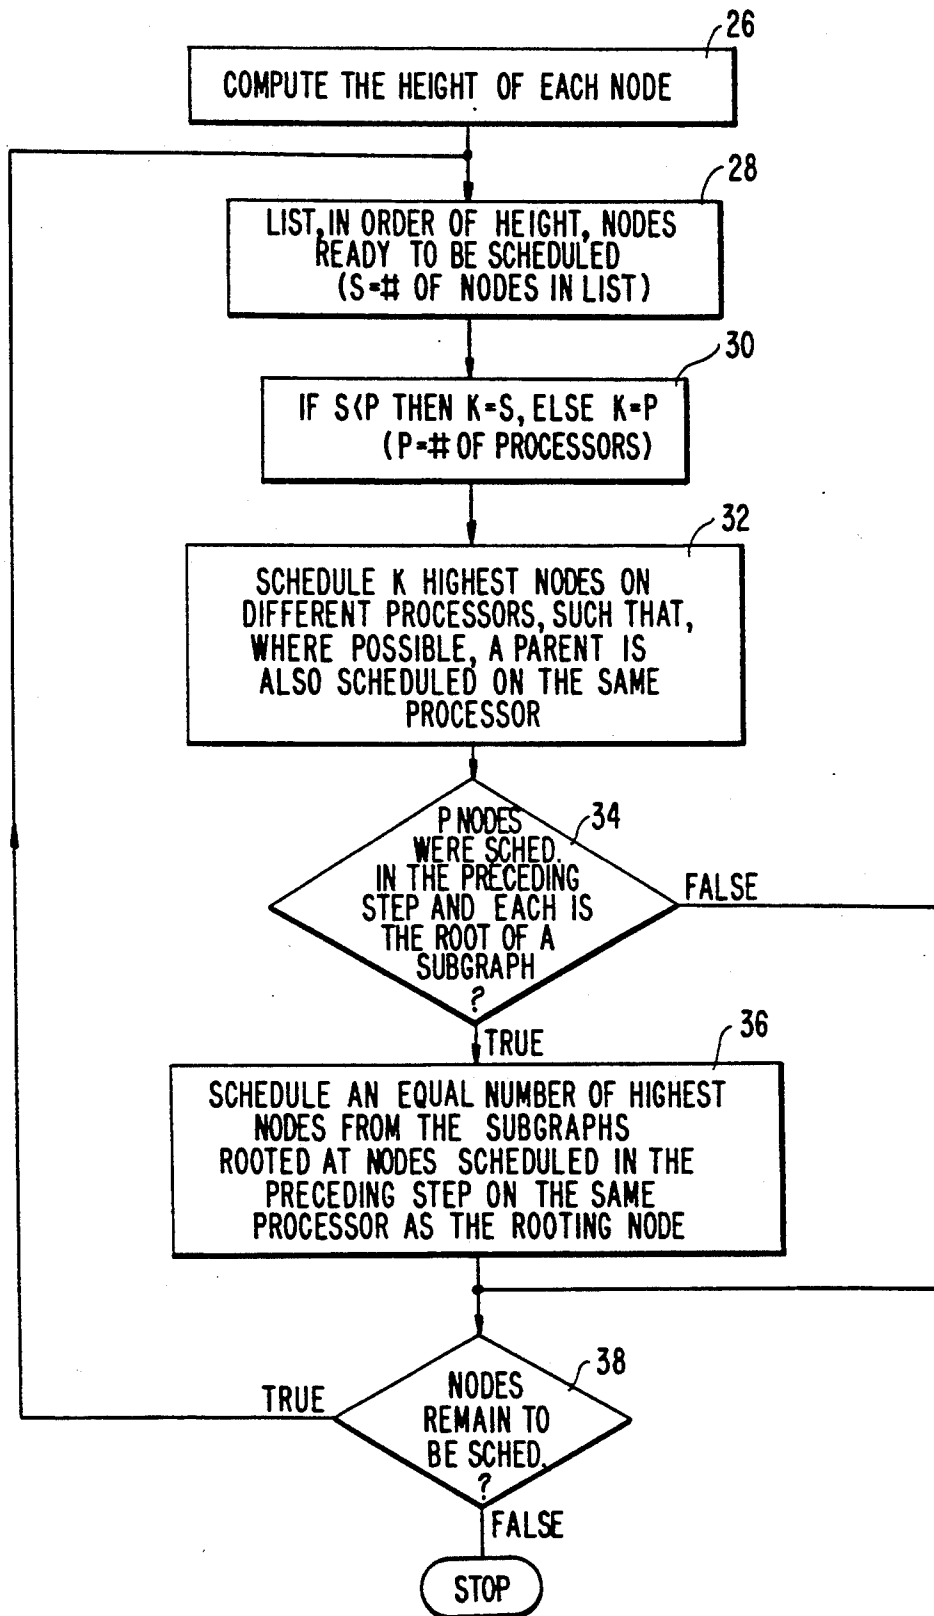 26
COMPUTE THE HEIGHT OF EACH NODE
28
LIST, IN ORDER OF HEIGHT, NODES
READY TO BE SCHEDULED
(S=# OF NODES IN LIST)
30
IF S<P THEN K=S, ELSE K=P
(P=# OF PROCESSORS)
32
SCHEDULE K HIGHEST NODES ON
DIFFERENT PROCESSORS, SUCH THAT,
WHERE POSSIBLE, A PARENT IS
ALSO SCHEDULED ON THE SAME
PROCESSOR
34
P NODES
WERE SCHED.
IN THE PRECEDING
STEP AND EACH IS
THE ROOT OF A
SUBGRAPH
?
FALSE
TRUE
36
SCHEDULE AN EQUAL NUMBER OF HIGHEST
NODES FROM THE SUBGRAPHS
ROOTED AT NODES SCHEDULED IN THE
PRECEDING STEP ON THE SAME
PROCESSOR AS THE ROOTING NODE
38
TRUE
NODES
REMAIN TO
BE SCHED.
?
FALSE
STOP